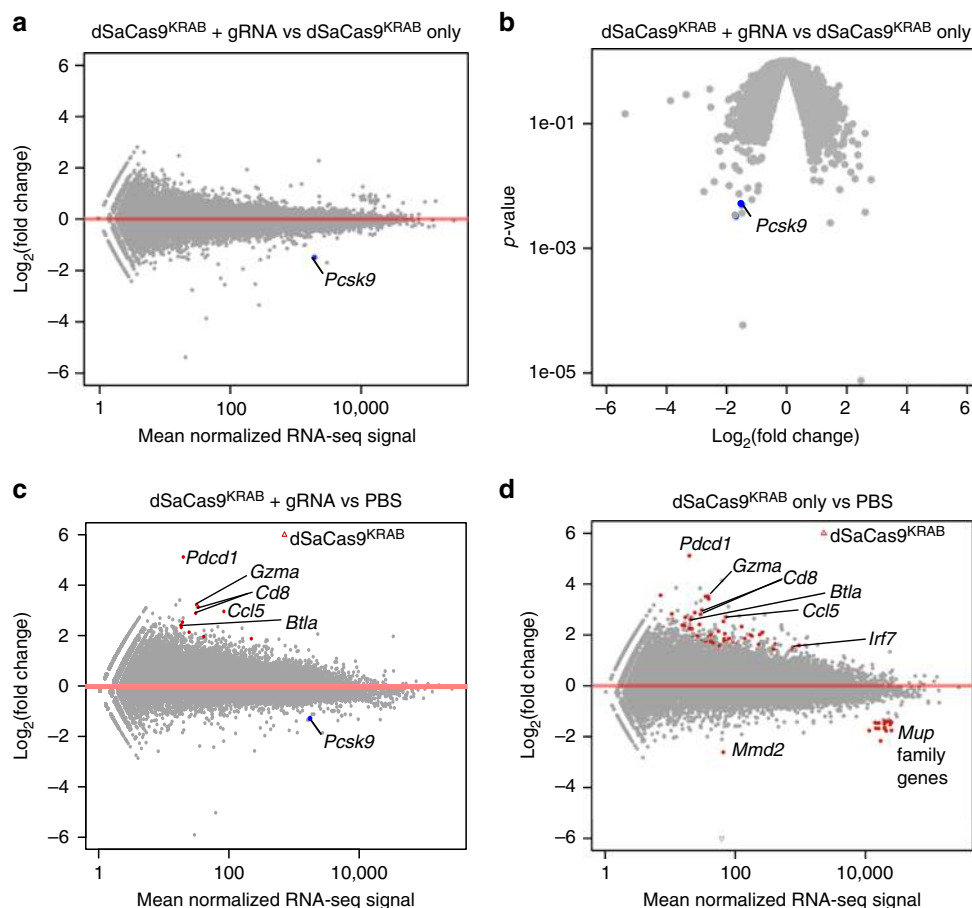 a
dSaCas9KRAB + gRNA vs dSaCas9KRAB only
6
4
2
0
−2
−4
−6
Log2(fold change)
Pcsk9
1
100
10,000
Mean normalized RNA-seq signal
b
dSaCas9KRAB + gRNA vs dSaCas9KRAB only
1e-01
1e-03
1e-05
p-value
Pcsk9
−6
−4
−2
0
2
4
6
Log2(fold change)
c
dSaCas9KRAB + gRNA vs PBS
6
4
2
0
−2
−4
−6
Log2(fold change)
dSaCas9KRAB
Pdcd1
Gzma
Cd8
Ccl5
Btla
Pcsk9
1
100
10,000
Mean normalized RNA-seq signal
d
dSaCas9KRAB only vs PBS
6
4
2
0
−2
−4
−6
Log2(fold change)
dSaCas9KRAB
Pdcd1
Gzma
Cd8
Btla
Ccl5
Irf7
Mmd2
Mup
family
genes
1
100
10,000
Mean normalized RNA-seq signal